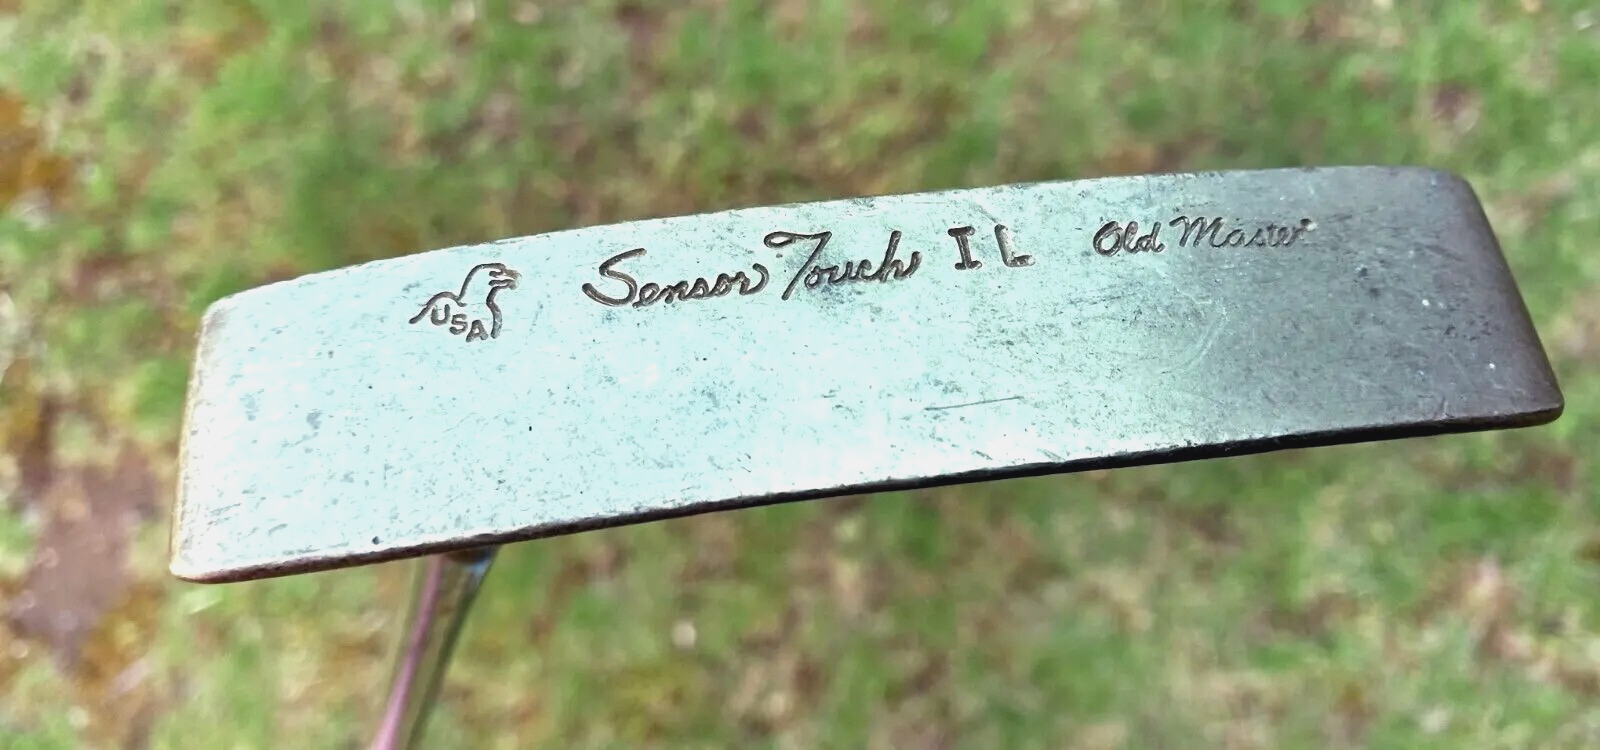 USA Sensor Touch I L Old Master